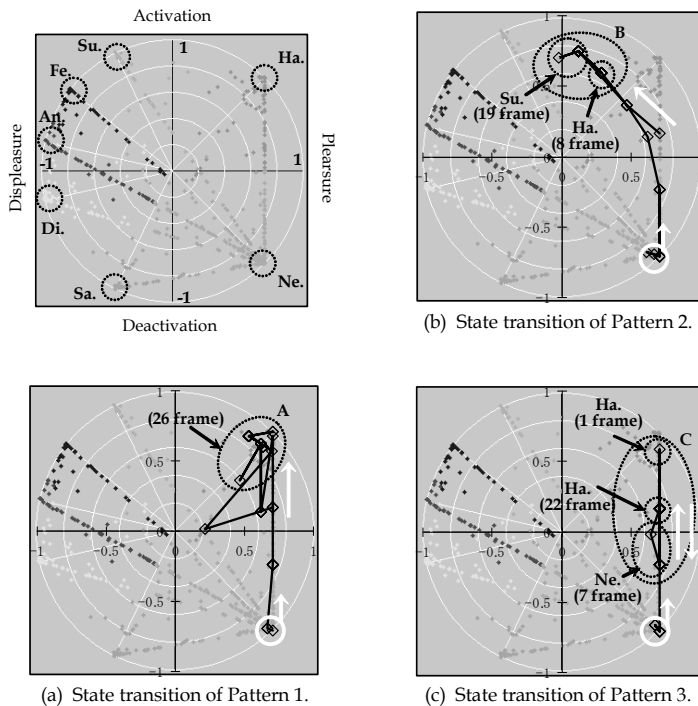 Activation
Su.
1
Ha.
Fe.
An.
-1
1
Displeasure
Plearsure
Di.
Sa.
-1
Ne.
Deactivation
1
B
0.5
Su.
(19 frame)
Ha.
(8 frame)
-1
-0.5
0
0.5
-0.5
-1
(b) State transition of Pattern 2.
1
A
(26 frame)
0.5
-1
-0.5
0
0.5
1
-0.5
-1
(a) State transition of Pattern 1.
1
Ha.
(1 frame)
C
0.5
Ha.
(22 frame)
-1
-0.5
0
0.5
Ne.
(7 frame)
-0.5
-1
(c) State transition of Pattern 3.